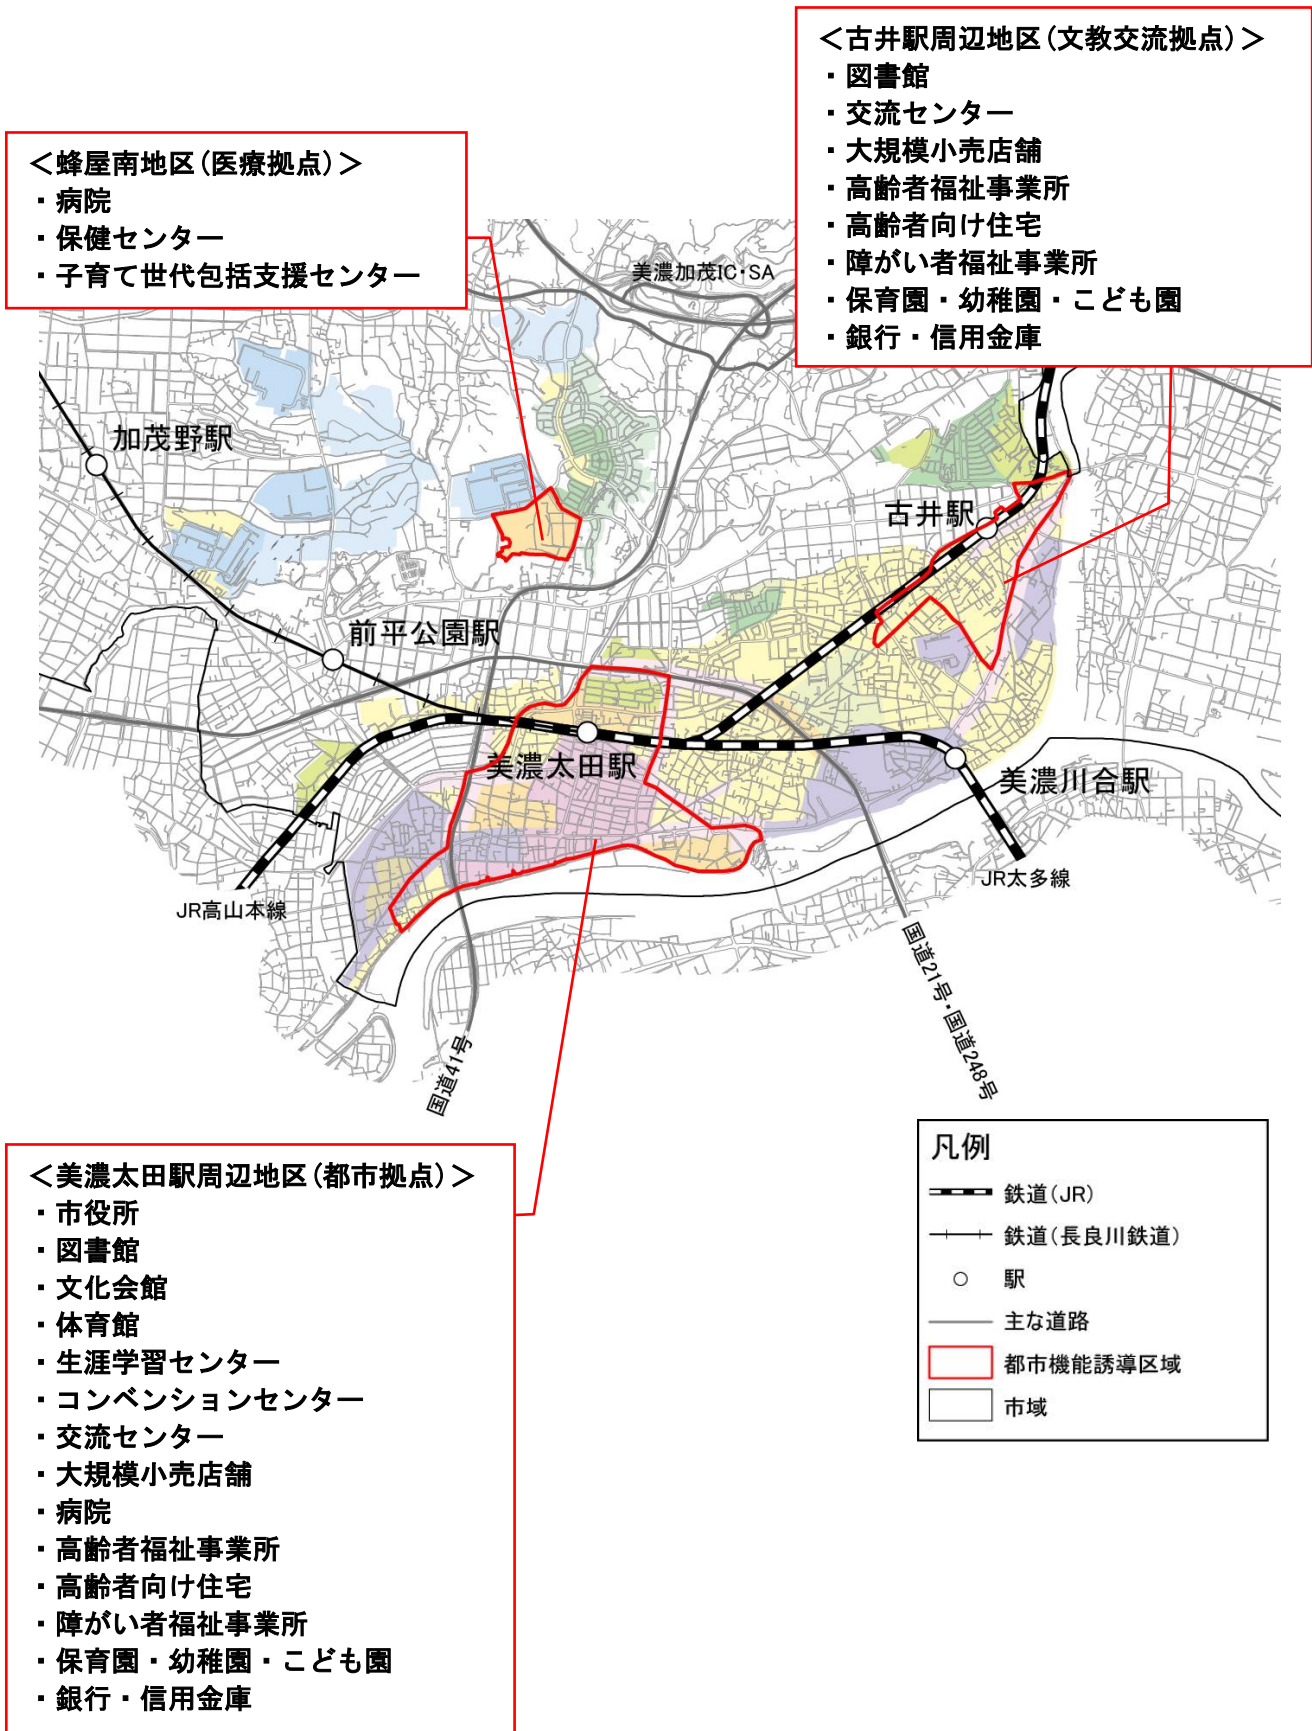 ＜古井駅周辺地区（文教交流拠点）＞
・図書館
・交流センター
・大規模小売店舗
・高齢者福祉事業所
・高齢者向け住宅
・障がい者福祉事業所
・保育園・幼稚園・こども園
・銀行・信用金庫
＜蜂屋南地区（医療拠点）＞
・病院
・保健センター
・子育て世代包括支援センター
美濃加茂IC・SA
加茂野駅
古井駅
前平公園駅
美濃太田駅
美濃川合駅
JR太多線
JR高山本線
国道21号・国道248号
国道41号
＜美濃太田駅周辺地区（都市拠点）＞
・市役所
・図書館
・文化会館
・体育館
・生涯学習センター
・コンベンションセンター
・交流センター
・大規模小売店舗
・病院
・高齢者福祉事業所
・高齢者向け住宅
・障がい者福祉事業所
・保育園・幼稚園・こども園
・銀行・信用金庫
凡例
鉄道（JR）
鉄道（長良川鉄道）
駅
主な道路
都市機能誘導区域
市域